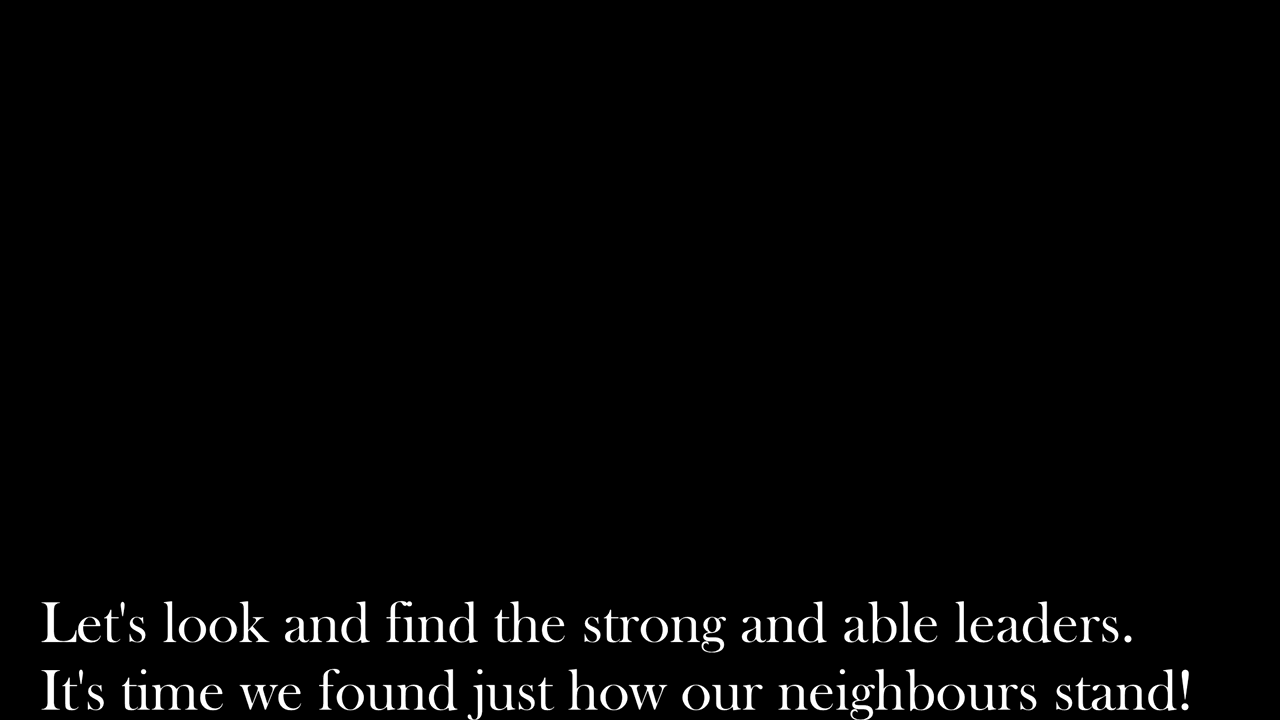 Let's look and find the strong and able leaders.
It's time we found just how our neighbours stand!